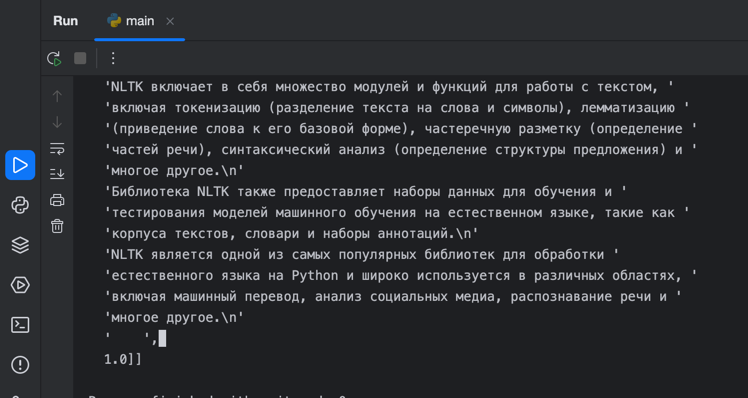 Run main
'NLTK включает в себя множество модулей и функций для работы с текстом, '
'включая токенизацию (разделение текста на слова и символы), лемматизацию '
'(приведение слова к его базовой форме), частеречную разметку (определение '
'частей речи), синтаксический анализ (определение структуры предложения) и '
'многое другое.\n'
'Библиотека NLTK также предоставляет наборы данных для обучения и '
'тестирования моделей машинного обучения на естественном языке, такие как '
'корпуса текстов, словари и наборы аннотаций.\n'
'NLTK является одной из самых популярных библиотек для обработки '
'естественного языка на Python и широко используется в различных областях, '
'включая машинный перевод, анализ социальных медиа, распознавание речи и '
'многое другое.\n'
'    ',
1.0]]